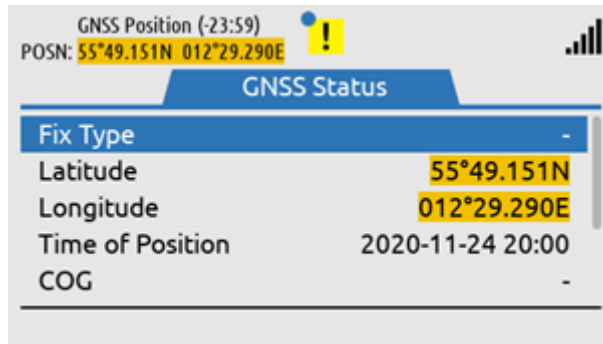 GNSS Position (-23:59)
POSN: 55°49.151N 012°29.290E
!
GNSS Status
Fix Type -
Latitude 55°49.151N
Longitude 012°29.290E
Time of Position 2020-11-24 20:00
COG -